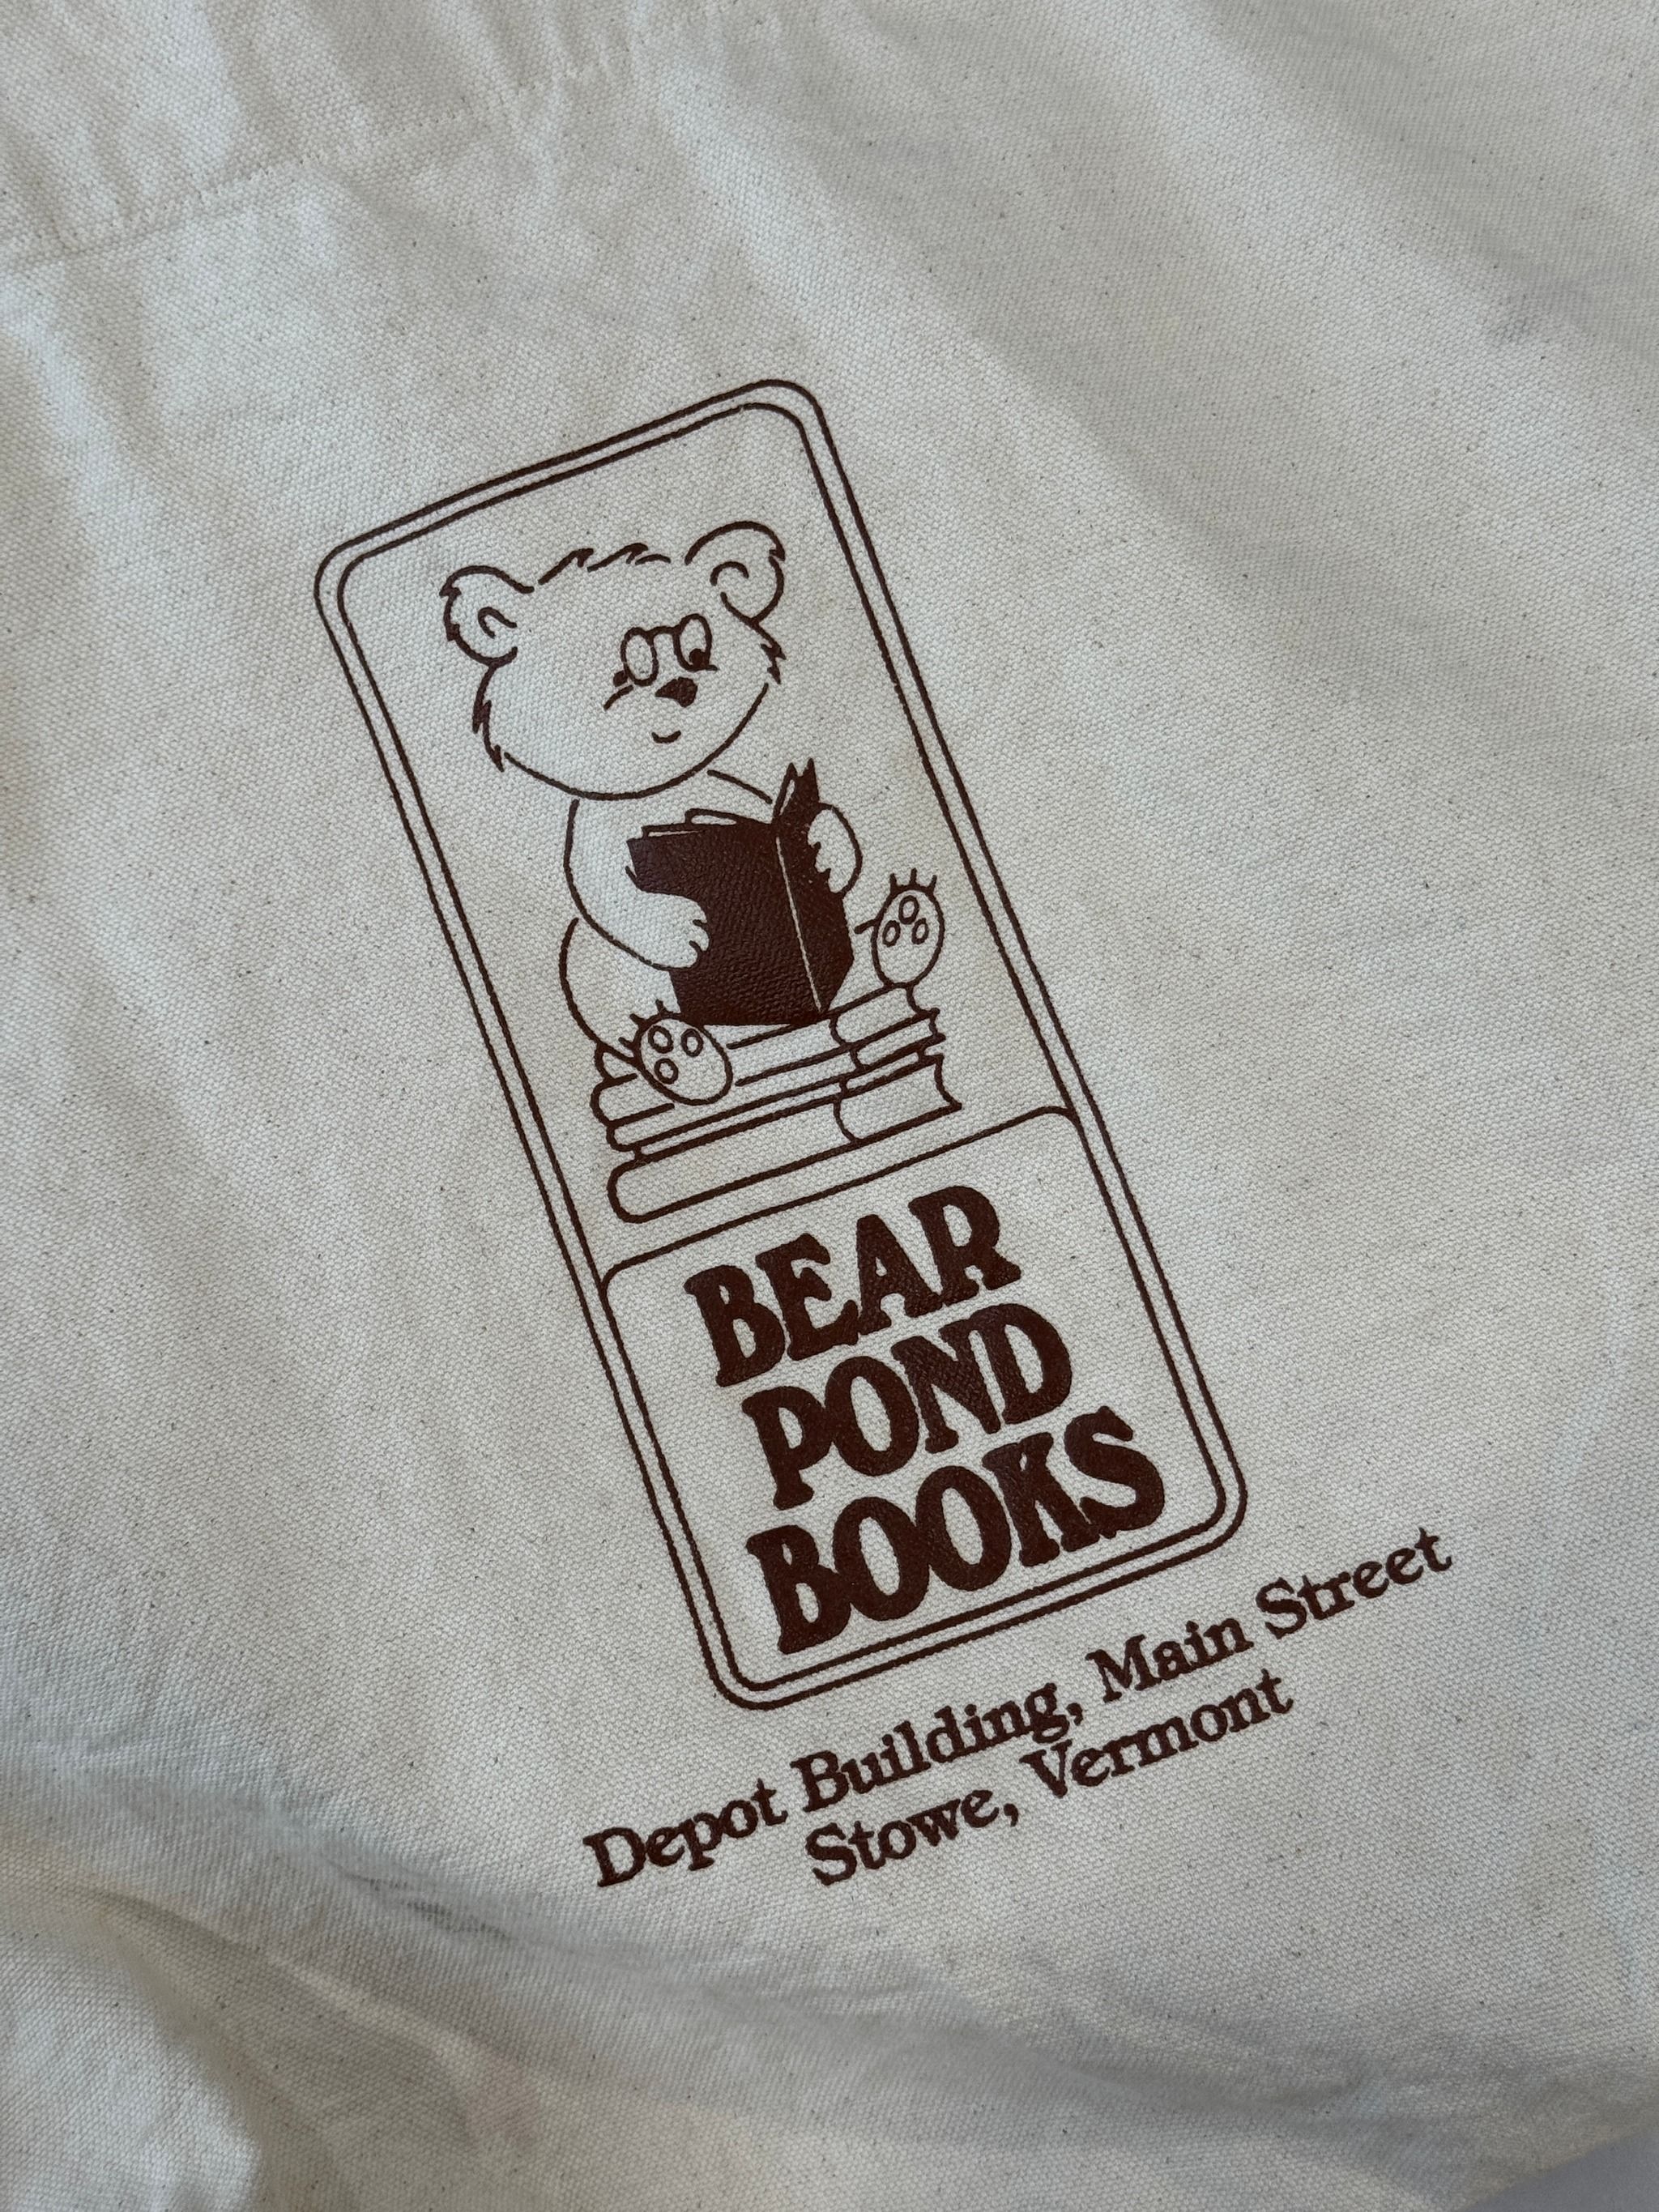 BEAR
POND
BOOKS
Depot Building, Main Street
Stowe, Vermont